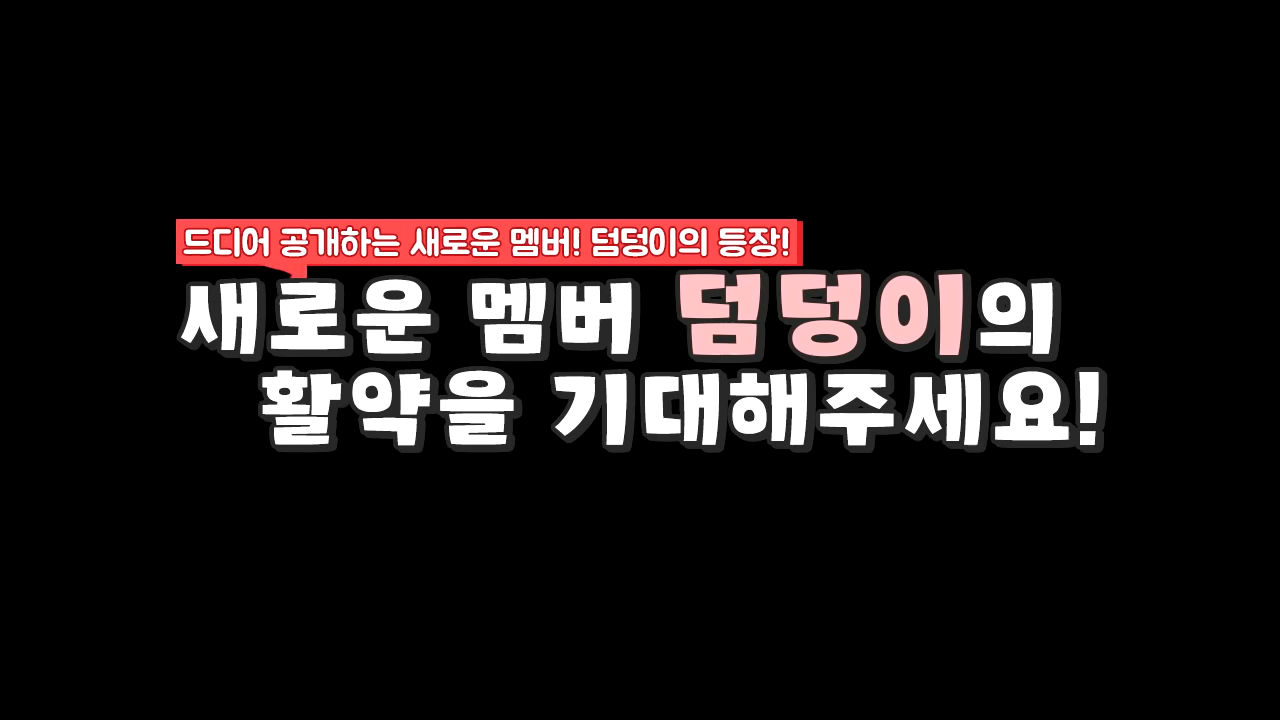 드디어 공개하는 새로운 멤버! 덤덩이의 등장!
새로운 멤버 덤덩이의
활약을 기대해주세요!